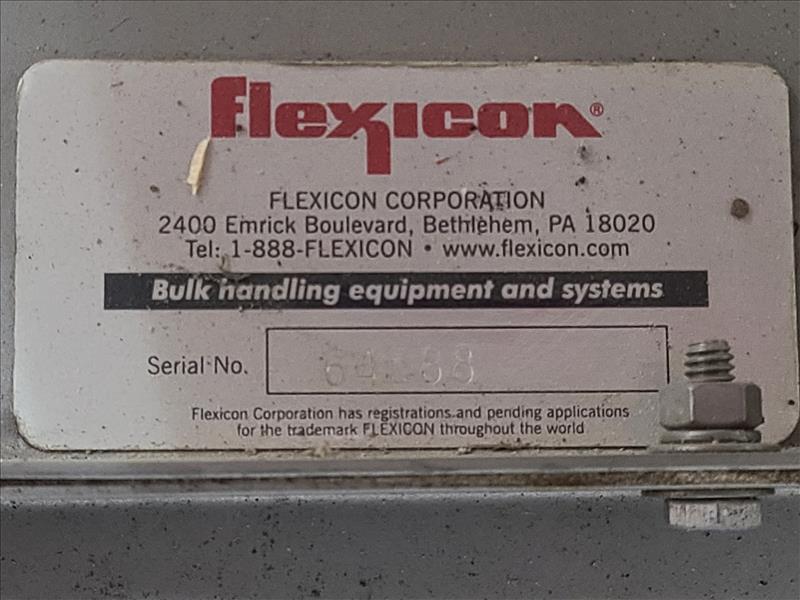 flexicon®
FLEXICON CORPORATION
2400 Emrick Boulevard, Bethlehem, PA 18020
Tel: 1-888-FLEXICON • www.flexicon.com
Bulk handling equipment and systems
Serial No.
Flexicon Corporation has registrations and pending applications
for the trademark FLEXICON throughout the world